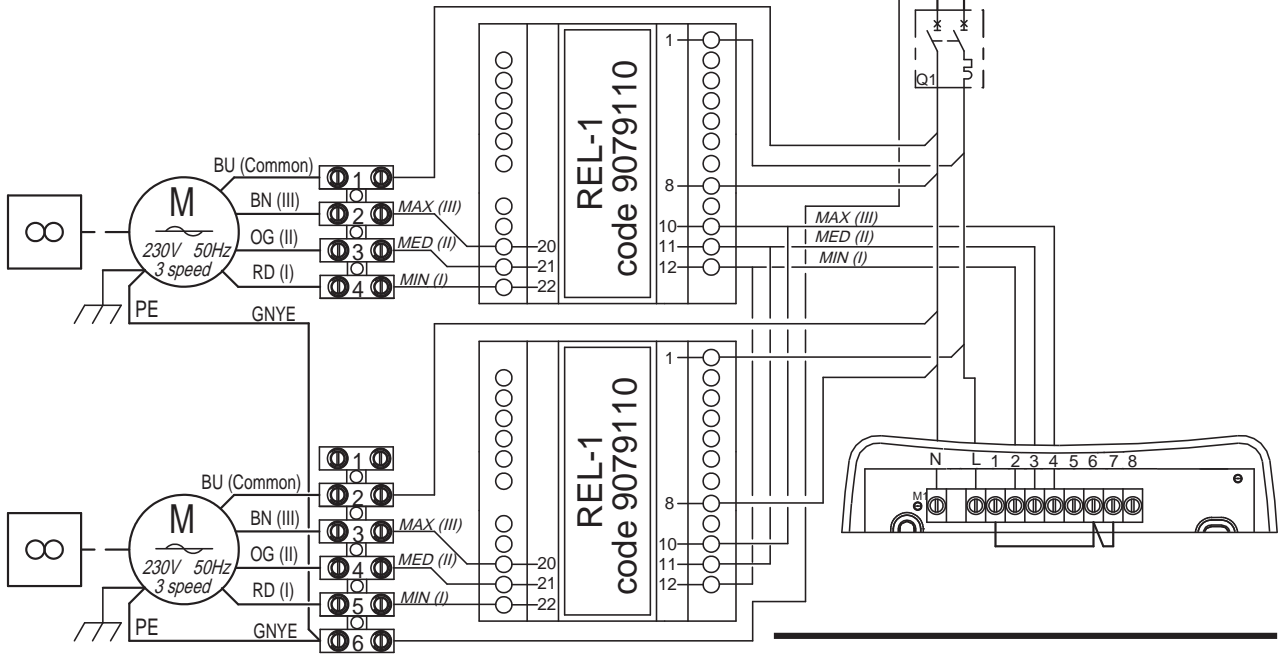 Q1
1
REL-1
code 9079110
BU (Common)
1
BN (III)
2
MAX (III)
8
M
230V 50Hz
3 speed
OG (II)
3
MED (II)
20
10
MAX (III)
21
11
MED (II)
RD (I)
4
MIN (I)
22
12
MIN (I)
PE
GNYE
1
REL-1
code 9079110
1
BU (Common)
2
N L 1 2 3 4 5 6 7 8
M1
8
BN (III)
3
MAX (III)
M
230V 50Hz
3 speed
OG (II)
4
MED (II)
20
10
21
11
RD (I)
5
MIN (I)
22
12
PE
GNYE
6